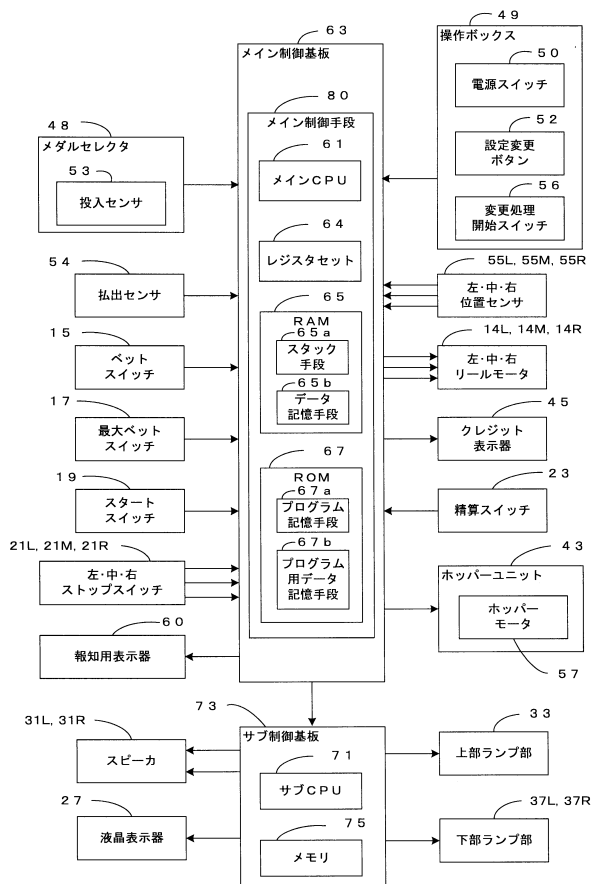 63
メイン制御基板
80
メイン制御手段
61
メインCPU
64
レジスタセット
65
RAM
65a
スタック
手段
65b
データ
記憶手段
67
ROM
67a
プログラム
記憶手段
67b
プログラム
用データ
記憶手段
48
メダルセレクタ
53
投入センサ
54
払出センサ
15
ベット
スイッチ
17
最大ベット
スイッチ
19
スタート
スイッチ
21L, 21M, 21R
左・中・右
ストップスイッチ
60
報知用表示器
49
操作ボックス
50
電源スイッチ
52
設定変更
ボタン
56
変更処理
開始スイッチ
55L, 55M, 55R
左・中・右
位置センサ
14L, 14M, 14R
左・中・右
リールモータ
45
クレジット
表示器
23
精算スイッチ
43
ホッパーユニット
ホッパー
モータ
57
73
サブ制御基板
71
サブCPU
75
メモリ
31L, 31R
スピーカ
27
液晶表示器
33
上部ランプ部
37L, 37R
下部ランプ部